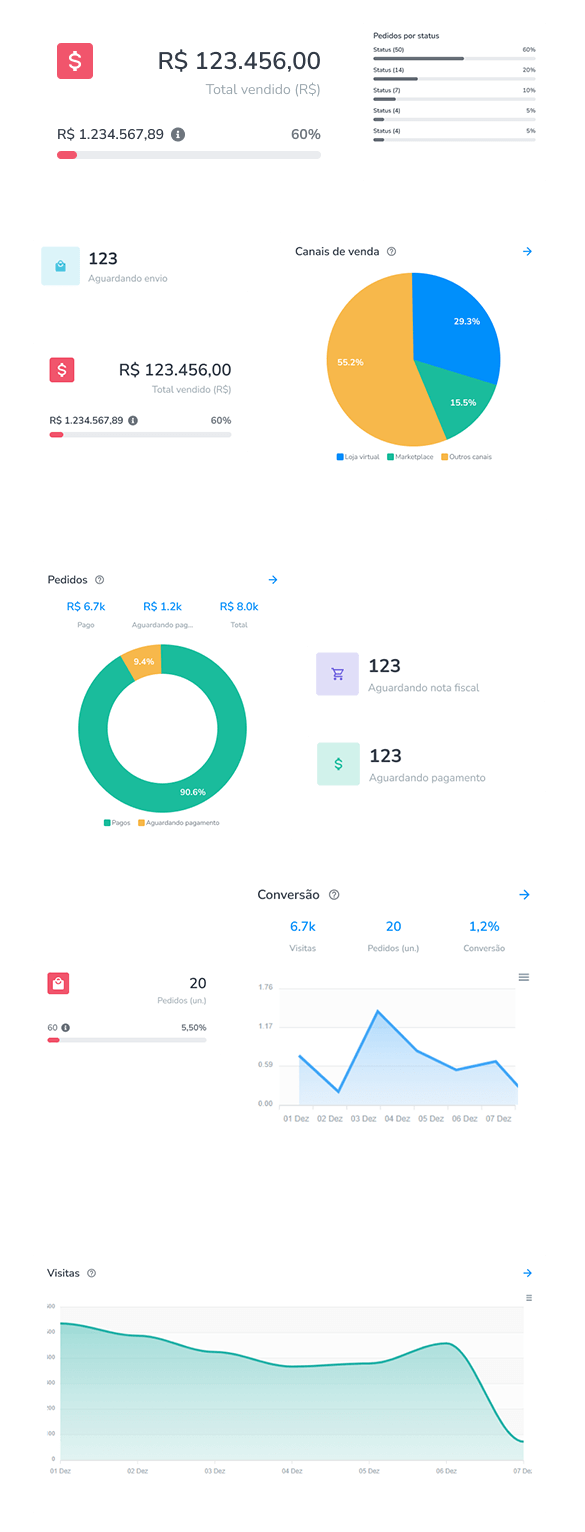 R$ 123.456,00
Total vendido (R$)
R$ 1.234.567,89 60%
Pedidos por status
Status (50) 60%
Status (14) 20%
Status (7) 10%
Status (4) 5%
Status (4) 5%
123
Aguardando envio
R$ 123.456,00
Total vendido (R$)
R$ 1.234.567,89 60%
Canais de venda
29.3%
55.2%
15.5%
Loja virtual Marketplace Outros canais
Pedidos
R$ 6.7k R$ 1.2k R$ 8.0k
Pago Aguardando pag... Total
9.4%
90.6%
Pagos Aguardando pagamento
123
Aguardando nota fiscal
123
Aguardando pagamento
20
Pedidos (un.)
60 5,50%
Conversão
6.7k 20 1,2%
Visitas Pedidos (un.) Conversão
1.76
1.17
0.59
0.00
01 Dez 02 Dez 03 Dez 04 Dez 05 Dez 06 Dez 07 Dez
Visitas
0
01 Dez 02 Dez 03 Dez 04 Dez 05 Dez 06 Dez 07 De